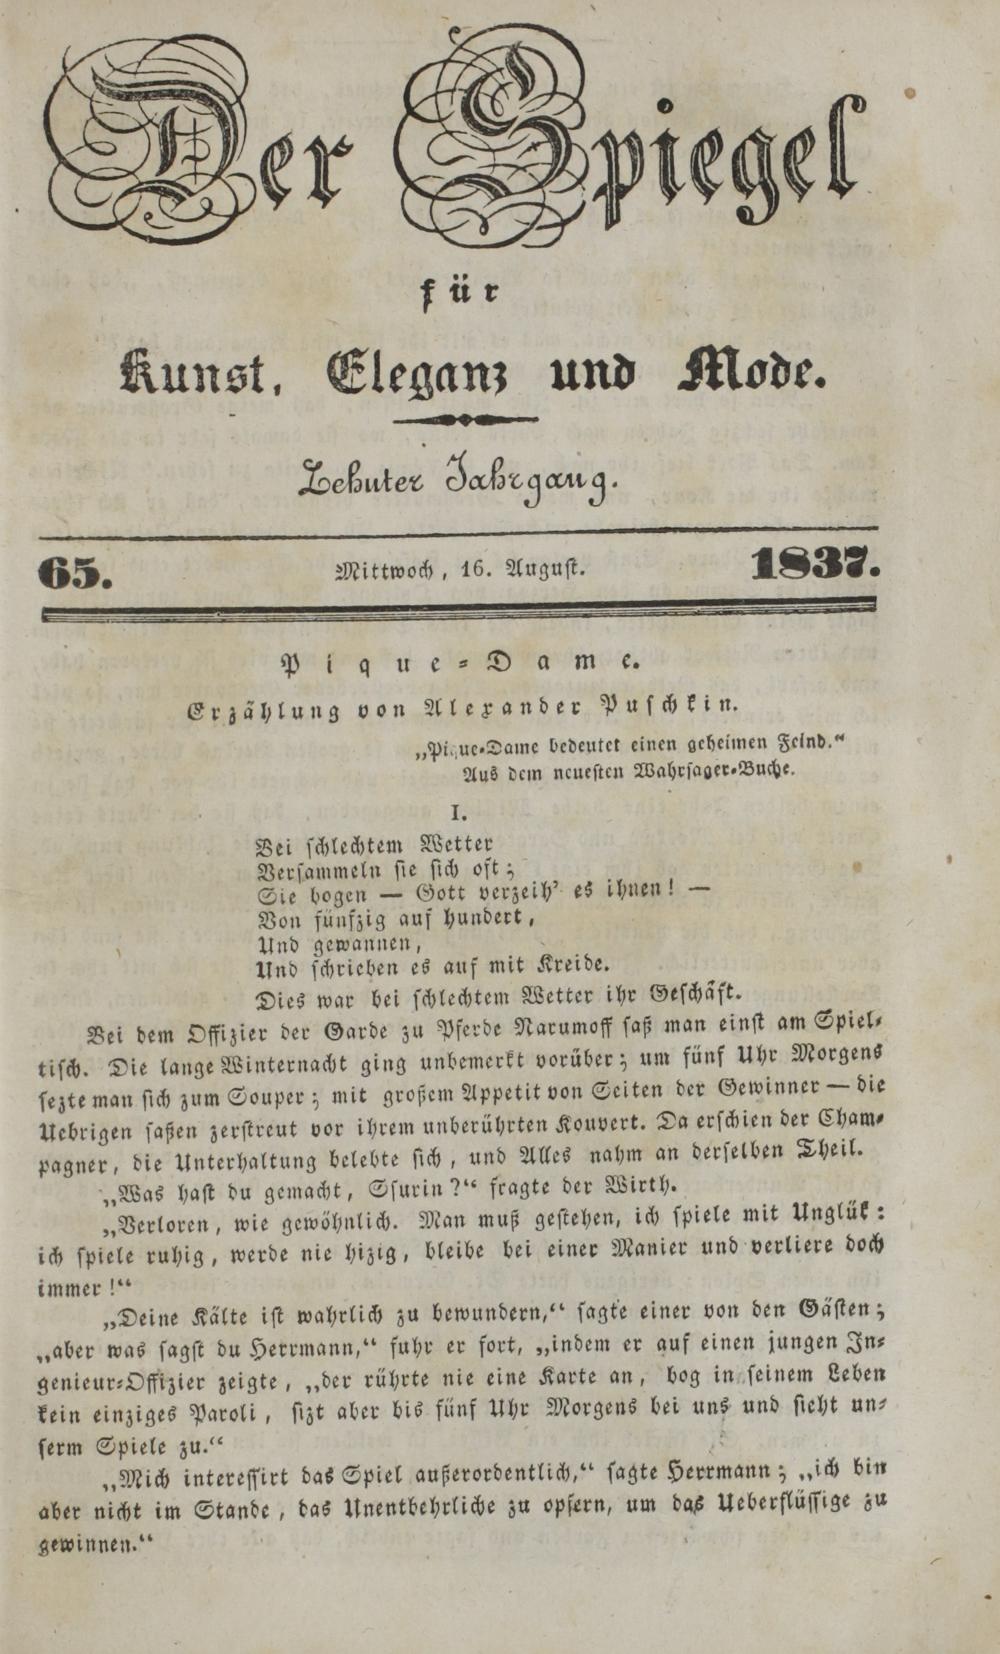 Der Spiegel
für
Kunst, Eleganz und Mode.
Zehnter Jahrgang.
65. Mittwoch, 16. August. 1837.
Pique-Dame.
Erzählung von Alexander Puschkin.
„Pique-Dame bedeutet einen geheimen Feind.“
Aus dem neuesten Wahrsager-Buche.
I.
Bei schlechtem Wetter
Versammeln sie sich oft;
Sie bogen — Gott verzeih' es ihnen! —
Von fünfzig auf hundert,
Und gewannen,
Und schrieben es auf mit Kreide.
Dies war bei schlechtem Wetter ihr Geschäft.
Bei dem Offizier der Garde zu Pferde Narumoff saß man einst am Spiel-
tisch. Die lange Winternacht ging unbemerkt vorüber; um fünf Uhr Morgens
sezte man sich zum Souper; mit großem Appetit von Seiten der Gewinner — die
Uebrigen saßen zerstreut vor ihrem unberührten Kouvert. Da erschien der Cham-
pagner, die Unterhaltung belebte sich, und Alles nahm an derselben Theil.
„Was hast du gemacht, Ssurin?“ fragte der Wirth.
„Verloren, wie gewöhnlich. Man muß gestehen, ich spiele mit Unglük:
ich spiele ruhig, werde nie hizig, bleibe bei einer Manier und verliere doch
immer!“
„Deine Kälte ist wahrlich zu bewundern,“ sagte einer von den Gästen;
„aber was sagst du Herrmann,“ fuhr er fort, „indem er auf einen jungen In-
genieur-Offizier zeigte, „der rührte nie eine Karte an, bog in seinem Leben
kein einziges Paroli, sizt aber bis fünf Uhr Morgens bei uns und sieht un-
serm Spiele zu.“
„Mich interessirt das Spiel außerordentlich,“ sagte Herrmann; „ich bin
aber nicht im Stande, das Unentbehrliche zu opfern, um das Ueberflüssige zu
gewinnen.“